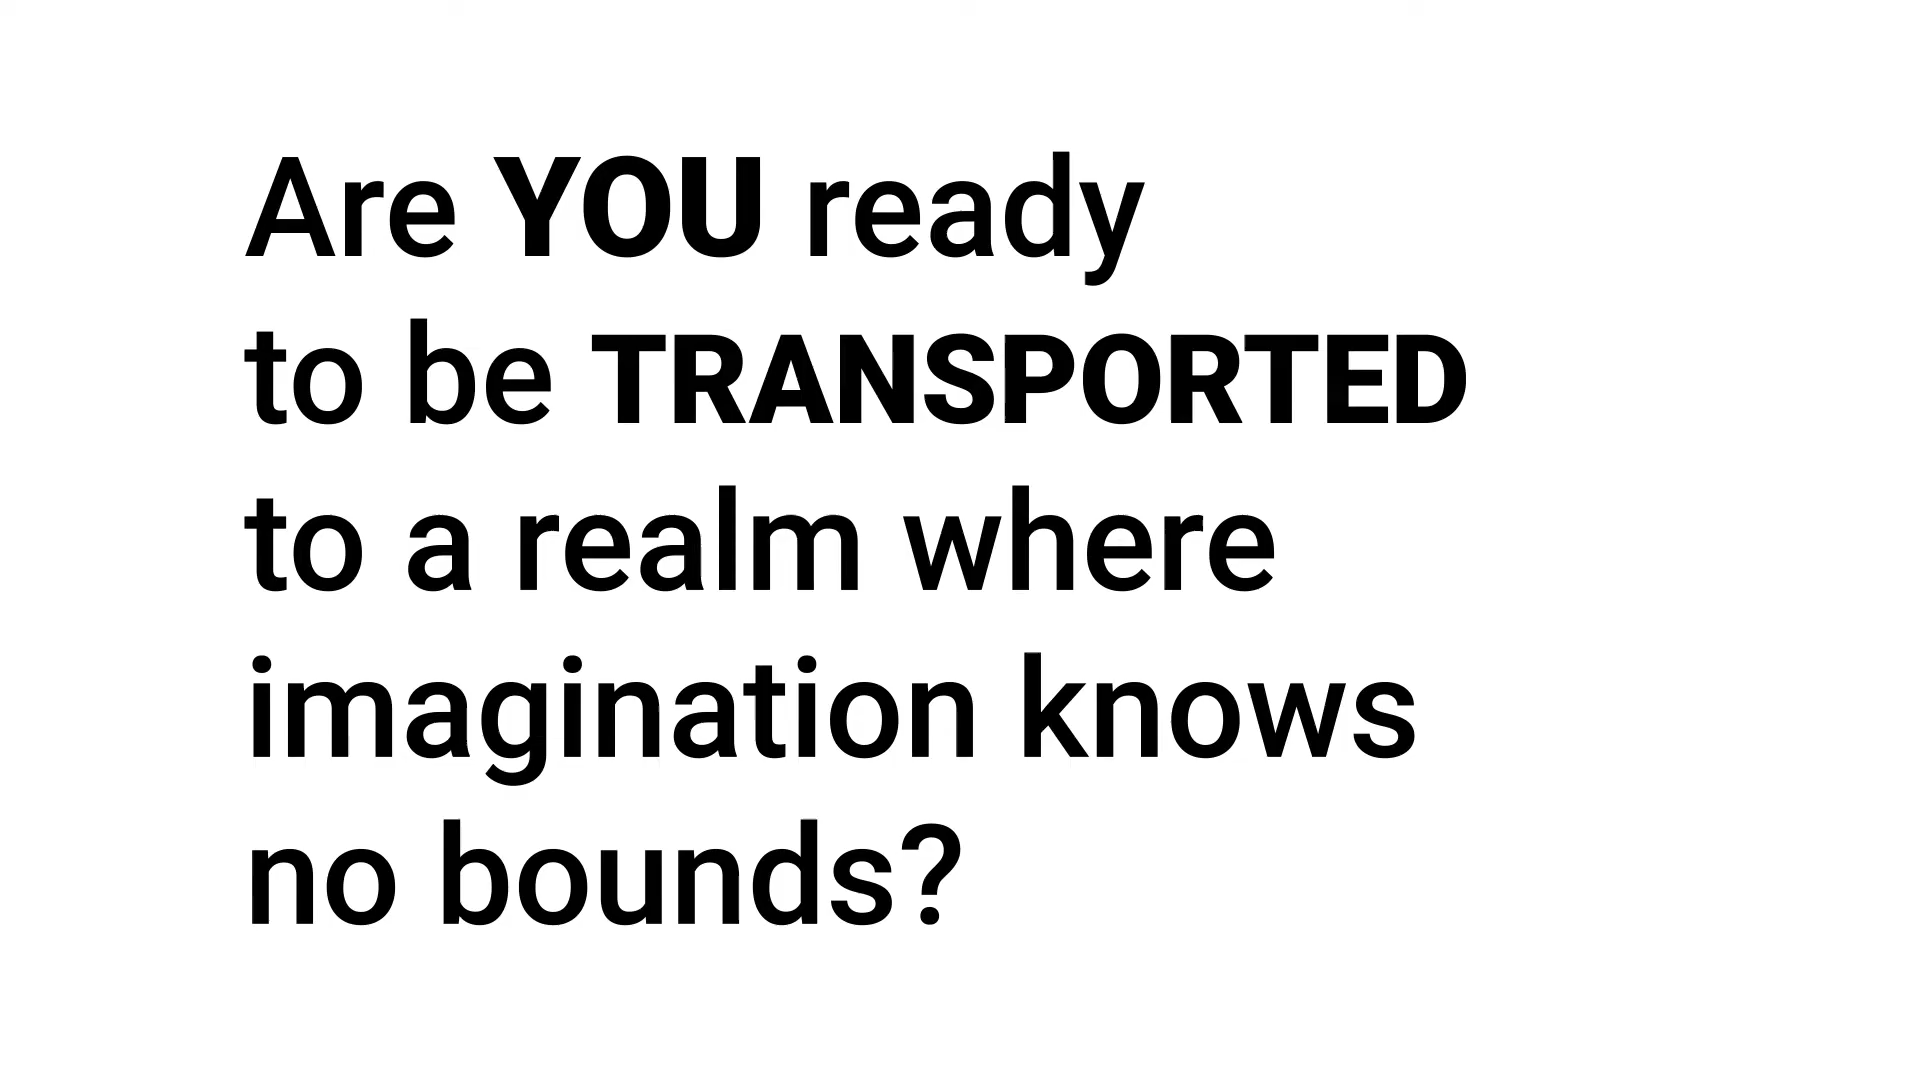 Are YOU ready
to be TRANSPORTED
to a realm where
imagination knows
no bounds?